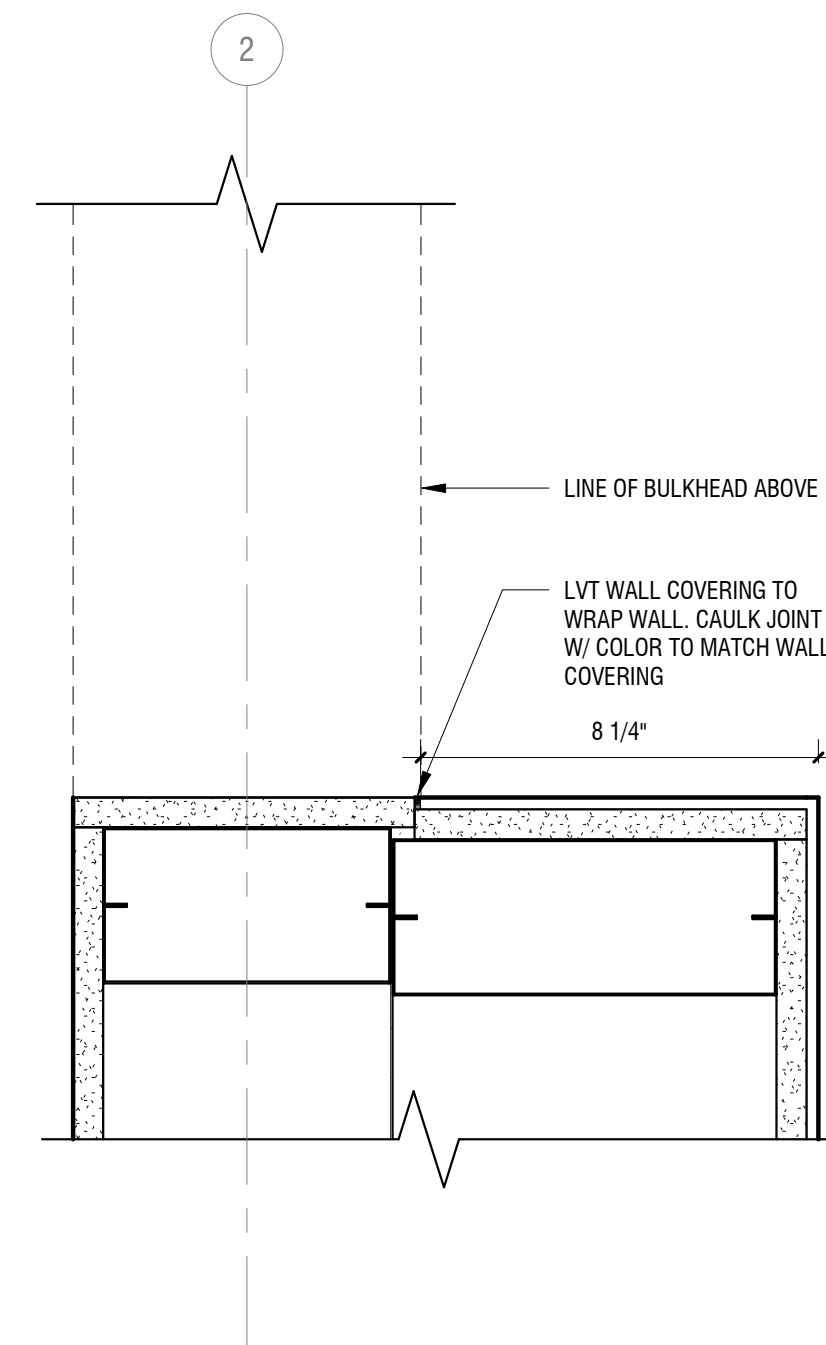 2
LINE OF BULKHEAD ABOVE
LVT WALL COVERING TO
WRAP WALL. CAULK JOINT
W/ COLOR TO MATCH WALL
COVERING
8 1/4"